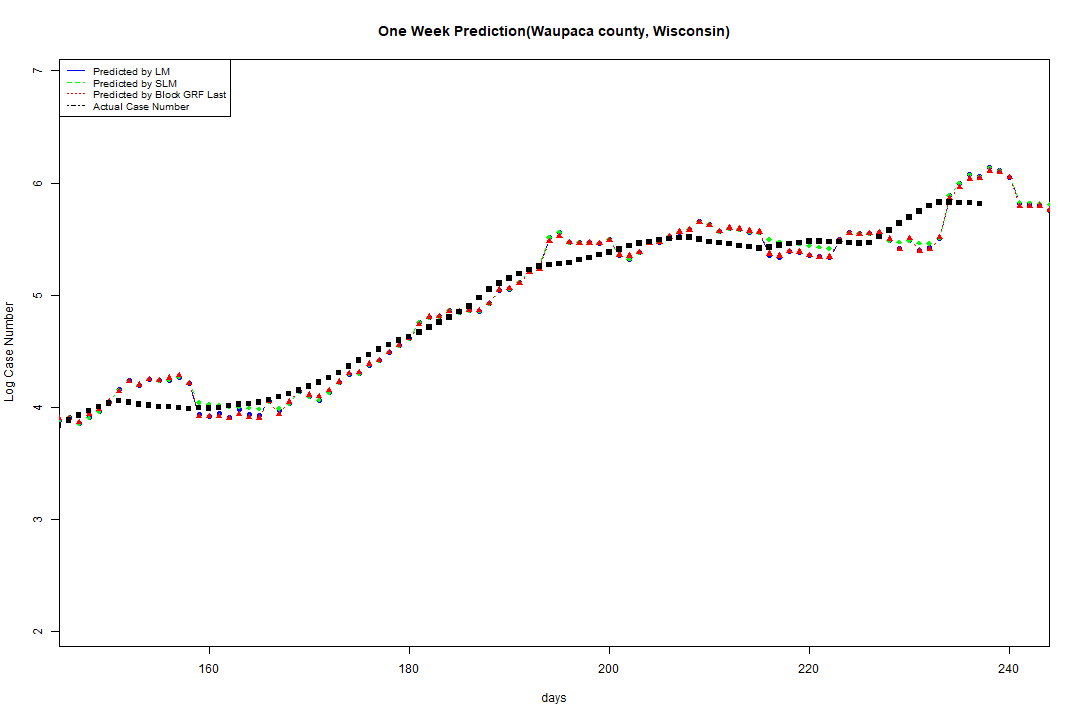 One Week Prediction(Waupaca county, Wisconsin)
Predicted by LM
Predicted by SLM
Predicted by Block GRF Last
Actual Case Number
7
6
5
4
3
2
Log Case Number
160 180 200 220 240
days